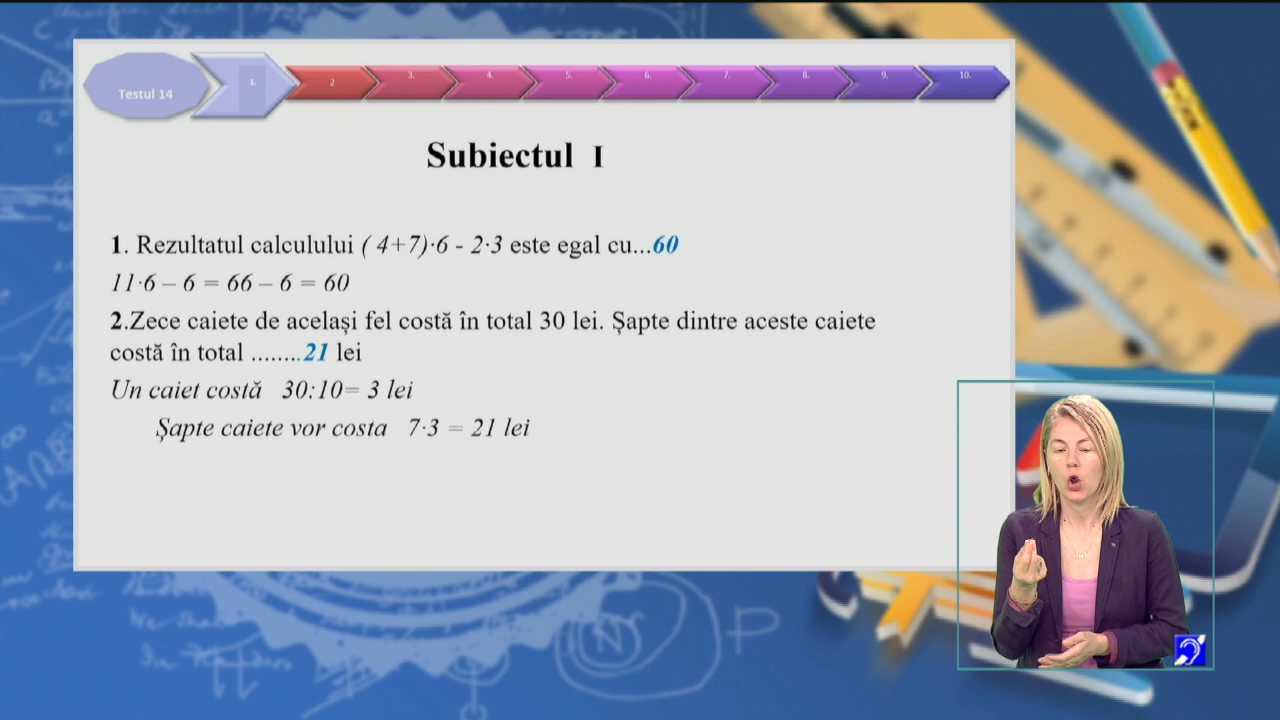 Testul 14
1.
2
3.
4.
5.
6.
7.
8.
9.
10.
Subiectul I
1. Rezultatul calculului ( 4+7)·6 - 2·3 este egal cu...60
11·6 – 6 = 66 – 6 = 60
2.Zece caiete de același fel costă în total 30 lei. Șapte dintre aceste caiete
costă în total ........21 lei
Un caiet costă 30:10= 3 lei
Șapte caiete vor costa 7·3 = 21 lei
N
P